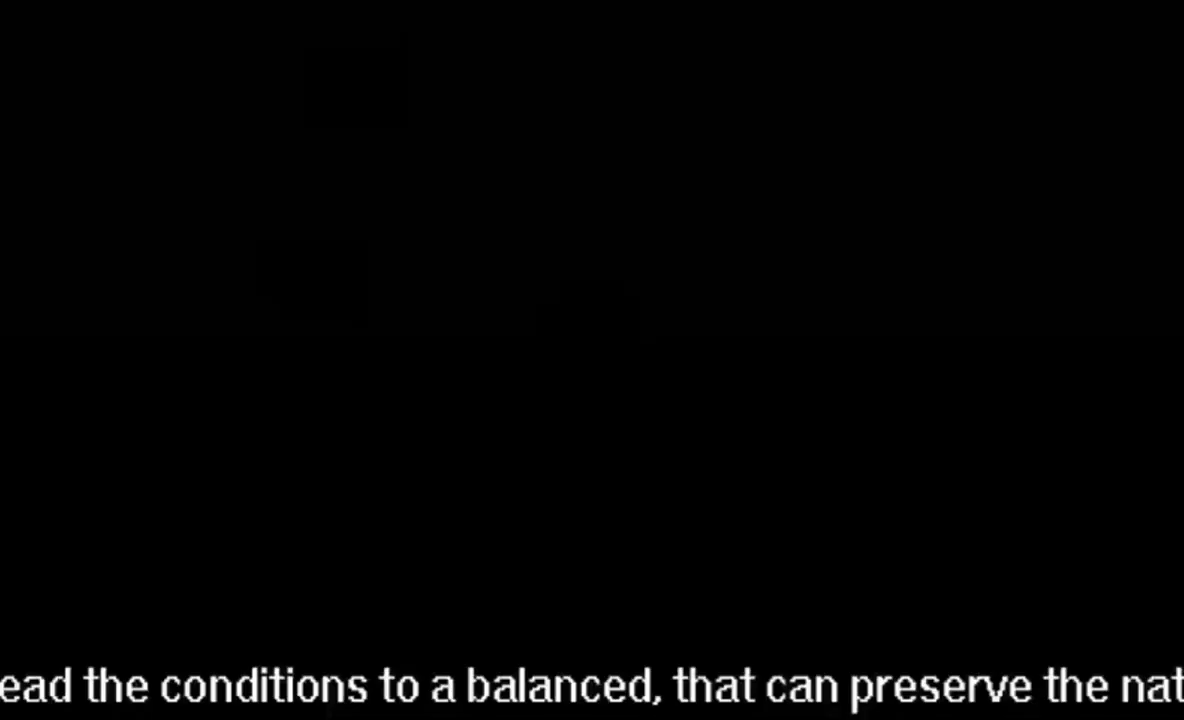 ead the conditions to a balanced, that can preserve the nat